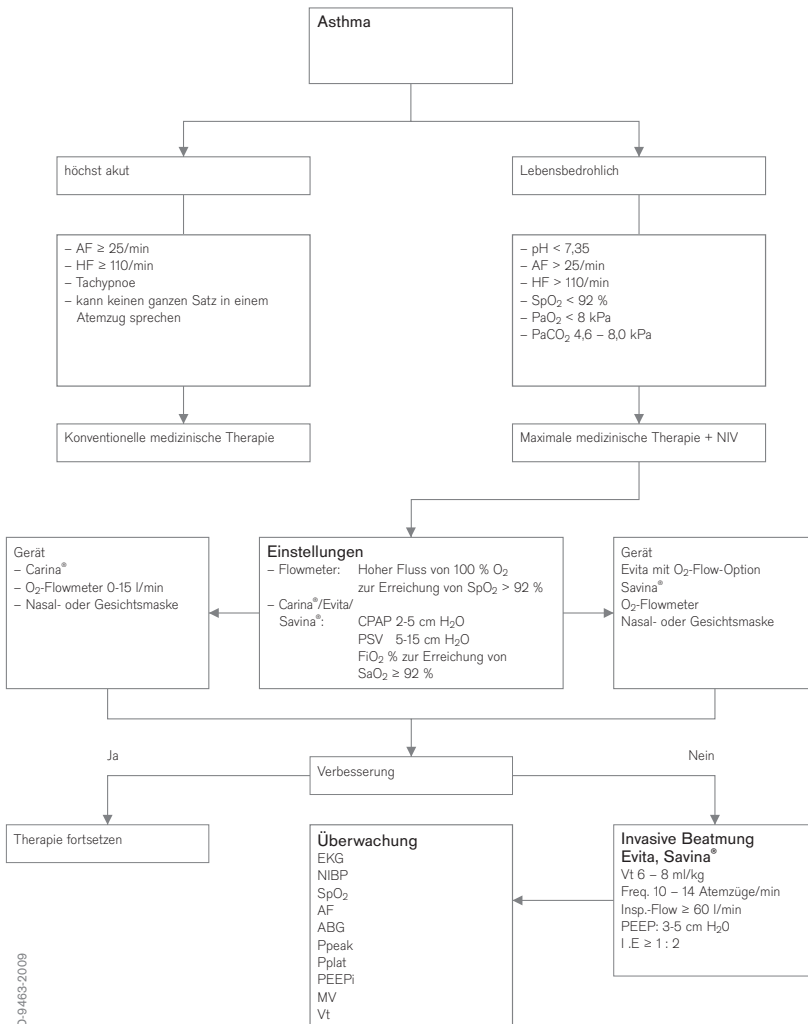 Asthma
höchst akut
Lebensbedrohlich
– AF ≥ 25/min
– HF ≥ 110/min
– Tachypnoe
– kann keinen ganzen Satz in einem
Atemzug sprechen
– pH < 7,35
– AF > 25/min
– HF > 110/min
– SpO₂ < 92 %
– PaO₂ < 8 kPa
– PaCO₂ 4,6 – 8,0 kPa
Konventionelle medizinische Therapie
Maximale medizinische Therapie + NIV
Gerät
– Carina®
– O₂-Flowmeter 0-15 l/min
– Nasal- oder Gesichtsmaske
Einstellungen
– Flowmeter: Hoher Fluss von 100 % O₂
zur Erreichung von SpO₂ > 92 %
– Carina®/Evita/
Savina®: CPAP 2-5 cm H₂O
PSV 5-15 cm H₂O
FiO₂ % zur Erreichung von
SaO₂ ≥ 92 %
Gerät
Evita mit O₂-Flow-Option
Savina®
O₂-Flowmeter
Nasal- oder Gesichtsmaske
Ja
Verbesserung
Nein
Therapie fortsetzen
Überwachung
EKG
NIBP
SpO₂
AF
ABG
Ppeak
Pplat
PEEPi
MV
Vt
Invasive Beatmung
Evita, Savina®
Vt 6 – 8 ml/kg
Freq. 10 – 14 Atemzüge/min
Insp.-Flow ≥ 60 l/min
PEEP: 3-5 cm H₂0
I .E ≥ 1 : 2
D-9463-2009